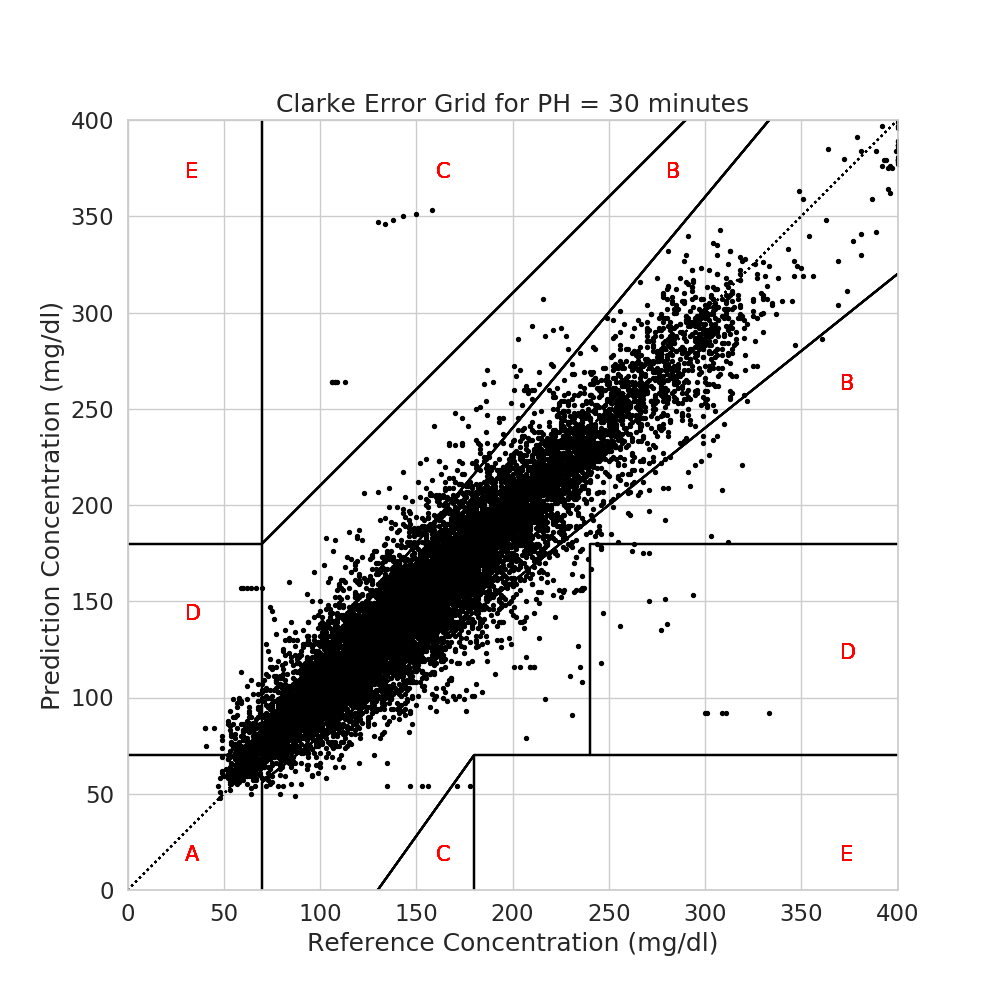 Clarke Error Grid for PH = 30 minutes
400
350
300
250
200
150
100
50
0
E
C
B
B
D
D
A
C
E
0 50 100 150 200 250 300 350 400
Reference Concentration (mg/dl)
Prediction Concentration (mg/dl)